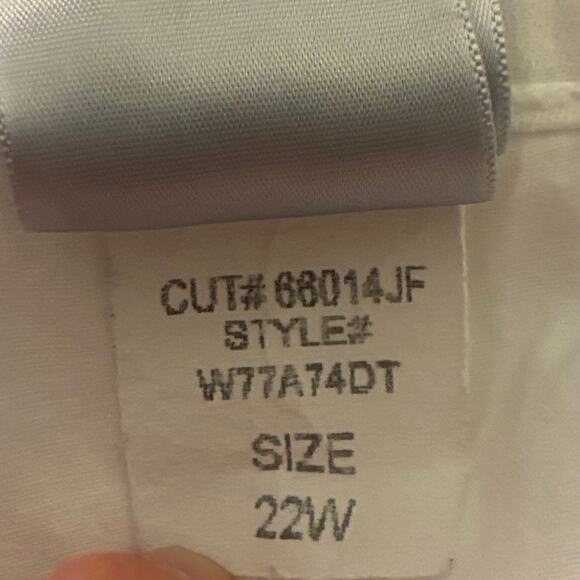 CUT# 66014JF
STYLE#
W77A74DT
SIZE
22W